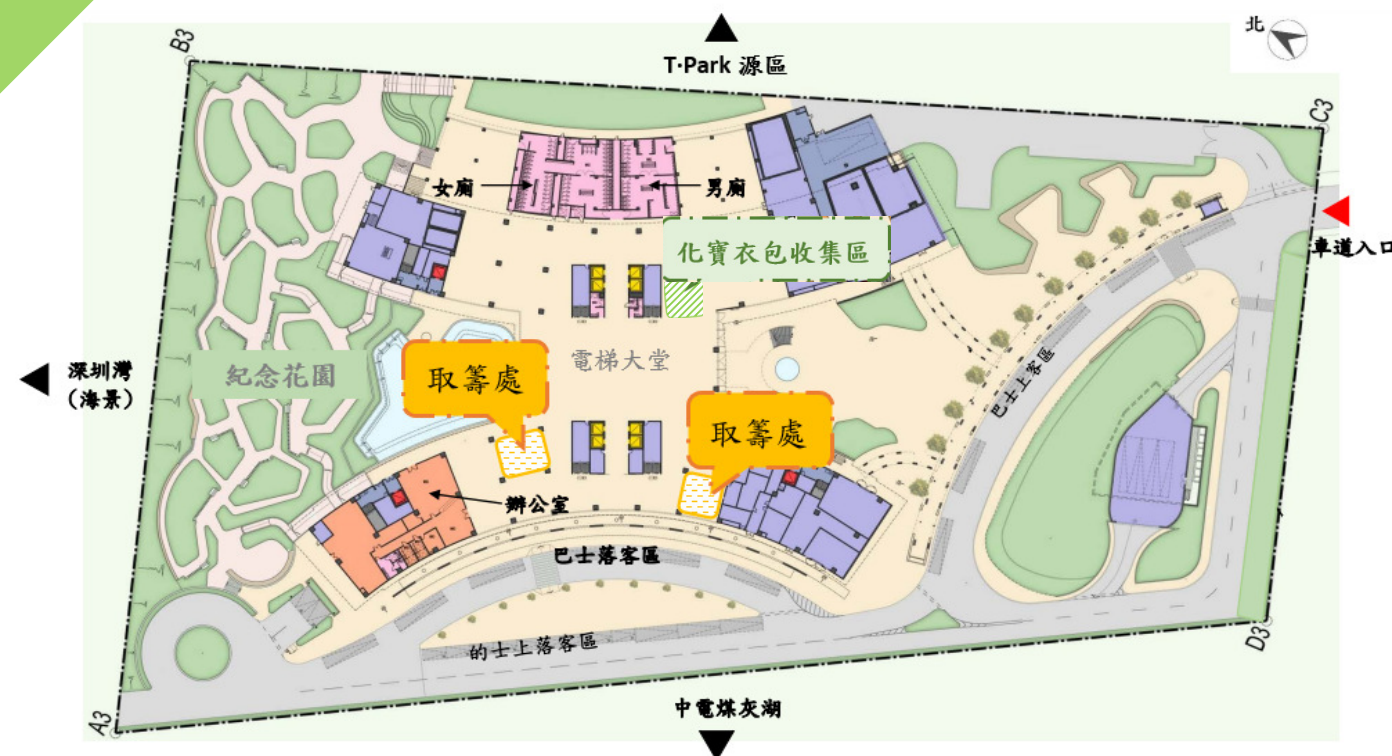 北
B3
T·Park 源區
C3
女廁
男廁
車道入口
化寶衣包收集區
深圳灣
(海景)
紀念花園
電梯大堂
取籌處
巴士上客區
取籌處
辦公室
巴士落客區
的士上落客區
D3
A3
中電煤灰湖